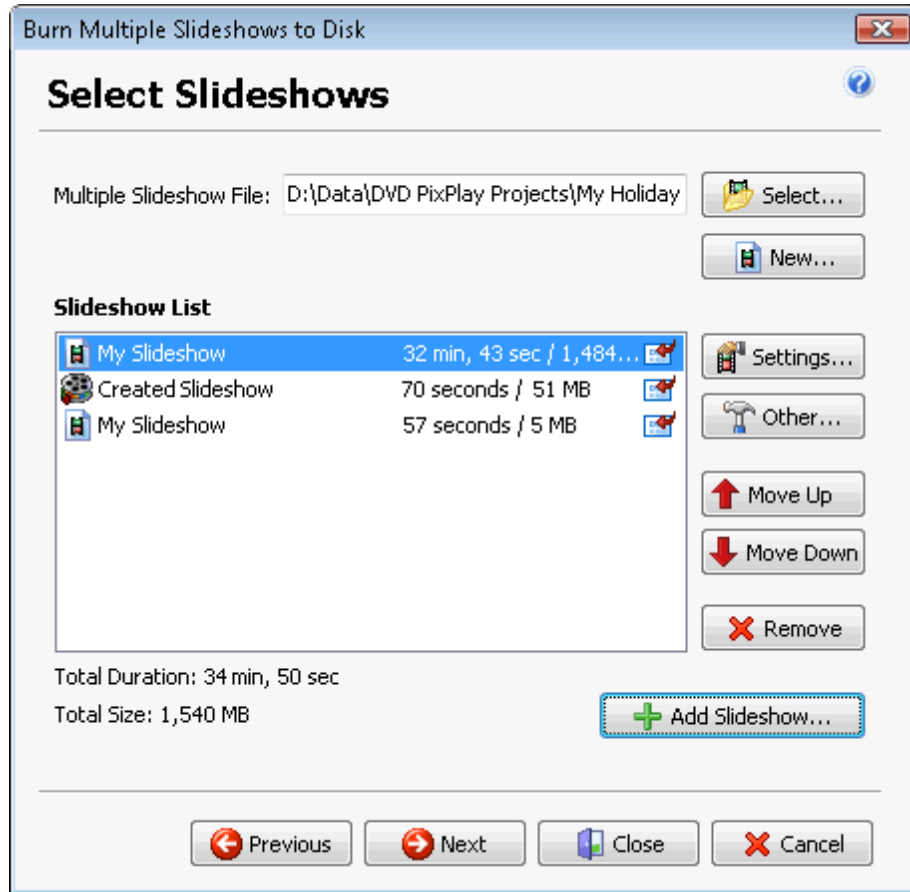 Burn Multiple Slideshows to Disk
Select Slideshows
Multiple Slideshow File: D:\Data\DVD PixPlay Projects\My Holiday
Select...
New...
Slideshow List
My Slideshow 32 min, 43 sec / 1,484...
Created Slideshow 70 seconds / 51 MB
My Slideshow 57 seconds / 5 MB
Settings...
Other...
Move Up
Move Down
Remove
Total Duration: 34 min, 50 sec
Total Size: 1,540 MB
Add Slideshow...
Previous Next Close Cancel